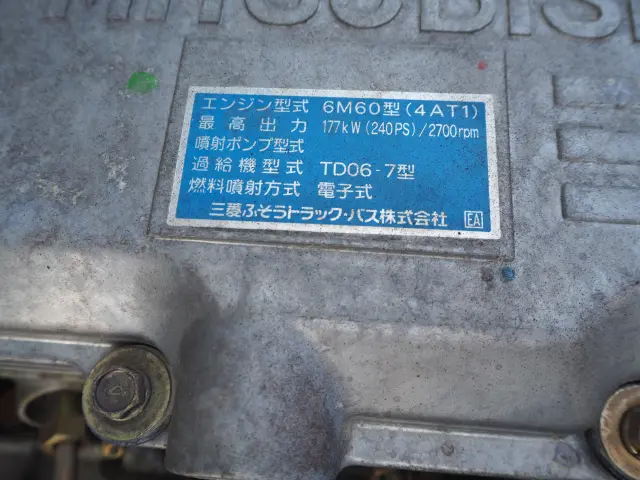 MITSUBISHI
エンジン型式 6M60型(4AT1)
最高出力 177kW(240PS)/2700rpm
噴射ポンプ型式
過給機型式 TD06-7型
燃料噴射方式 電子式
三菱ふそうトラック・バス株式会社 EA